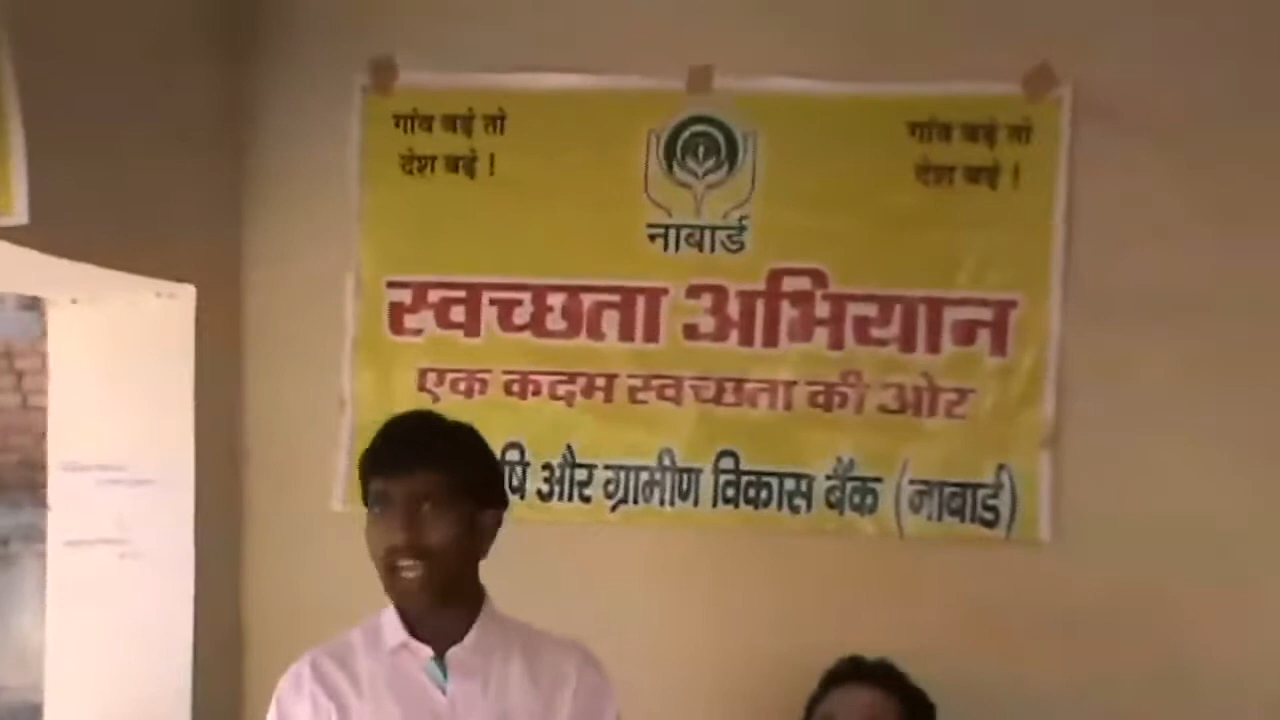 गांव बढ़े तो
देश बढ़े !
गांव बढ़े तो
देश बढ़े !
नाबार्ड
स्वच्छता अभियान
एक कदम स्वच्छता की ओर
षि और ग्रामीण विकास बैंक (नाबार्ड)